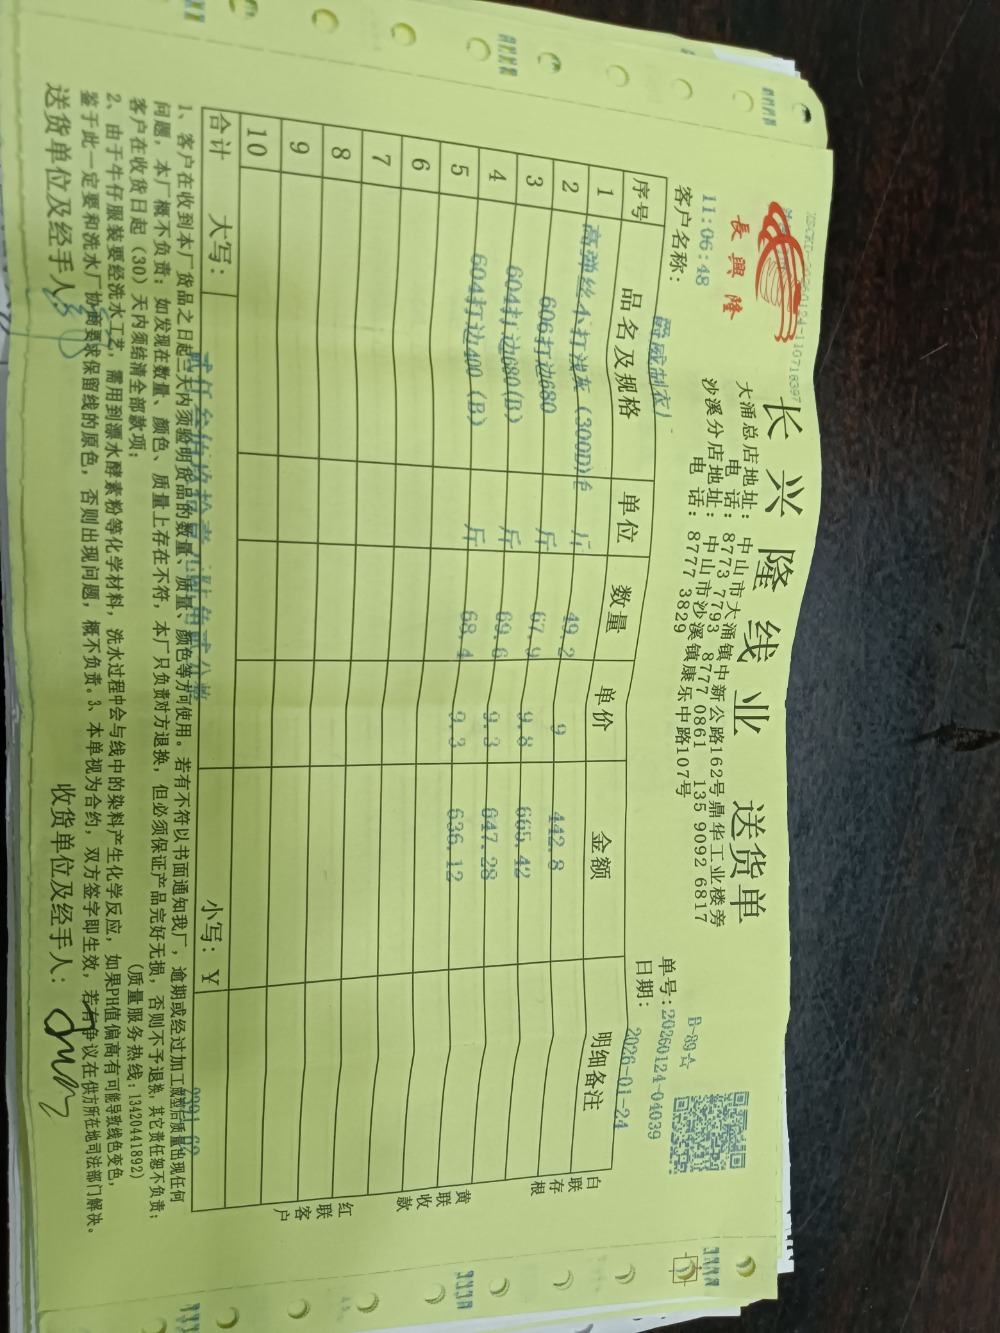 長興隆
长兴隆线业 送货单
大涌总店地址：中山市大涌镇中新公路162号鼎华工业楼旁
电 话：8773 7793 8777 0861 135 9092 6817
沙溪分店地址：中山市沙溪镇康乐中路107号
电 话：8777 3829
B-89☆
11:06:48
单号：20260124-04039
客户名称：爵威制衣厂
日期：2026-01-24
序号 品名及规格 单位 数量 单价 金额 明细备注
1 高弹丝小打浅灰(300D)毛 斤 49.2 9 442.8
2 606打边680 斤 67.9 9.8 665.42
3 604打边680(B) 斤 69.6 9.3 647.28
4 604打边400(B) 斤 68.4 9.3 636.12
5
6
7
8
9
10
合计 大写： 小写：¥
白联存根
黄联收款
红联客户
1、客户在收到本厂货品之日起三天内须验明货品的数量、质量、颜色等方可使用。若有不符以书面通知我厂，逾期或经过加工成型后质量出现任何
问题，本厂概不负责；如发现在数量、颜色、质量上存在不符，本厂只负责对方退换，但必须保证产品完好无损，否则不予退换，其它责任恕不负责；
客户在收货日起（30）天内须结清全部款项；
(质量服务热线：13420441892)
2、由于牛仔服装要经洗水工艺，需用到漂水酵素粉等化学材料，洗水过程中会与线中的染料产生化学反应，如果PH值偏高有可能导致线色变色，
鉴于此一定要和洗水厂协商要求保留线的原色，否则出现问题，概不负责。3、本单视为合约，双方签字即生效，若有争议在供方所在地司法部门解决。
送货单位及经手人：
收货单位及经手人：